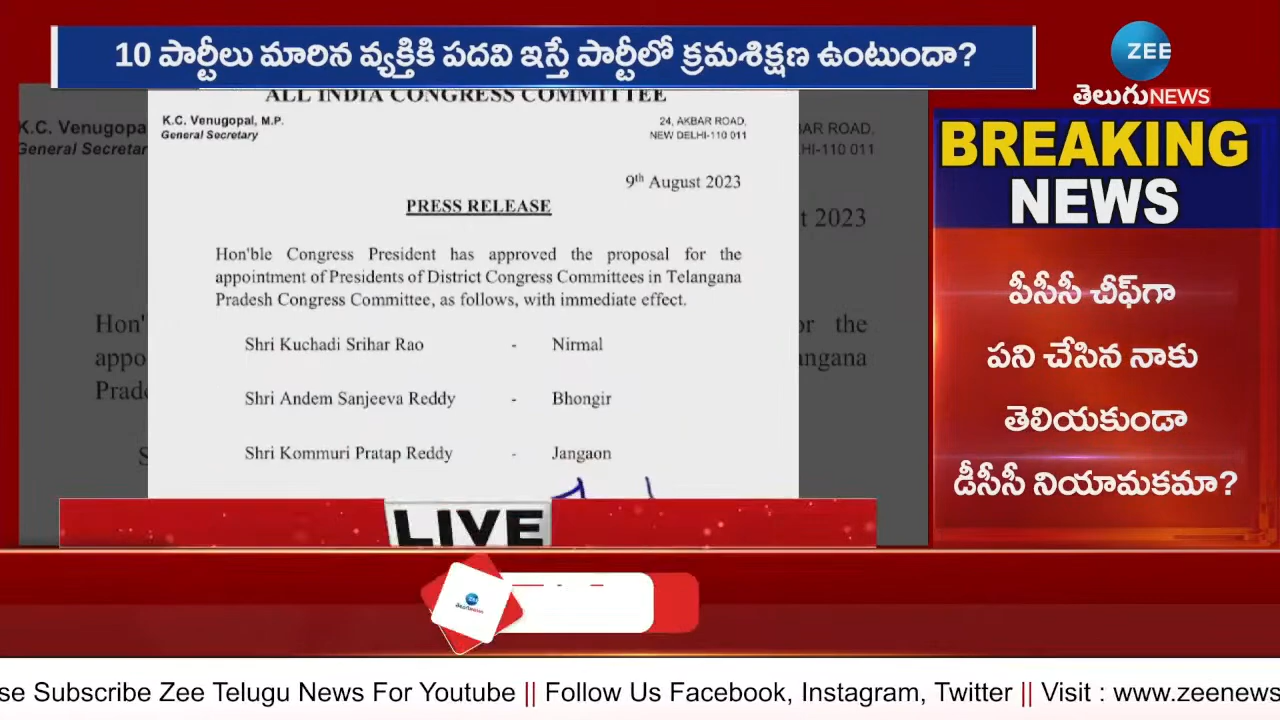 10 పార్టీలు మారిన వ్యక్తికి పదవి ఇస్తే పార్టీలో క్రమశిక్షణ ఉంటుందా?
ZEE
తెలుగు NEWS
ALL INDIA CONGRESS COMMITTEE
K.C. Venugopal, M.P.
General Secretary
24, AKBAR ROAD,
NEW DELHI-110 011
9th August 2023
PRESS RELEASE
Hon'ble Congress President has approved the proposal for the
appointment of Presidents of District Congress Committees in Telangana
Pradesh Congress Committee, as follows, with immediate effect.
Shri Kuchadi Srihar Rao - Nirmal
Shri Andem Sanjeeva Reddy - Bhongir
Shri Kommuri Pratap Reddy - Jangaon
BREAKING
NEWS
పీసీసీ చీఫ్‌గా
పని చేసిన నాకు
తెలియకుండా
డీసీసీ నియామకమా?
LIVE
se Subscribe Zee Telugu News For Youtube || Follow Us Facebook, Instagram, Twitter || Visit : www.zeenews